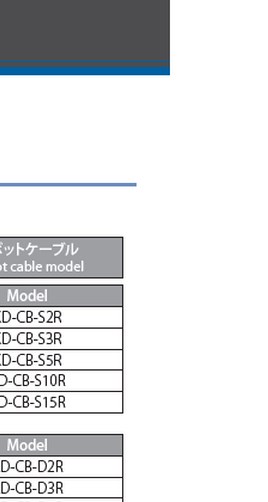 ボットケーブル
ot cable model
Model
D-CB-S2R
D-CB-S3R
D-CB-S5R
D-CB-S10R
D-CB-S15R
Model
D-CB-D2R
D-CB-D3R